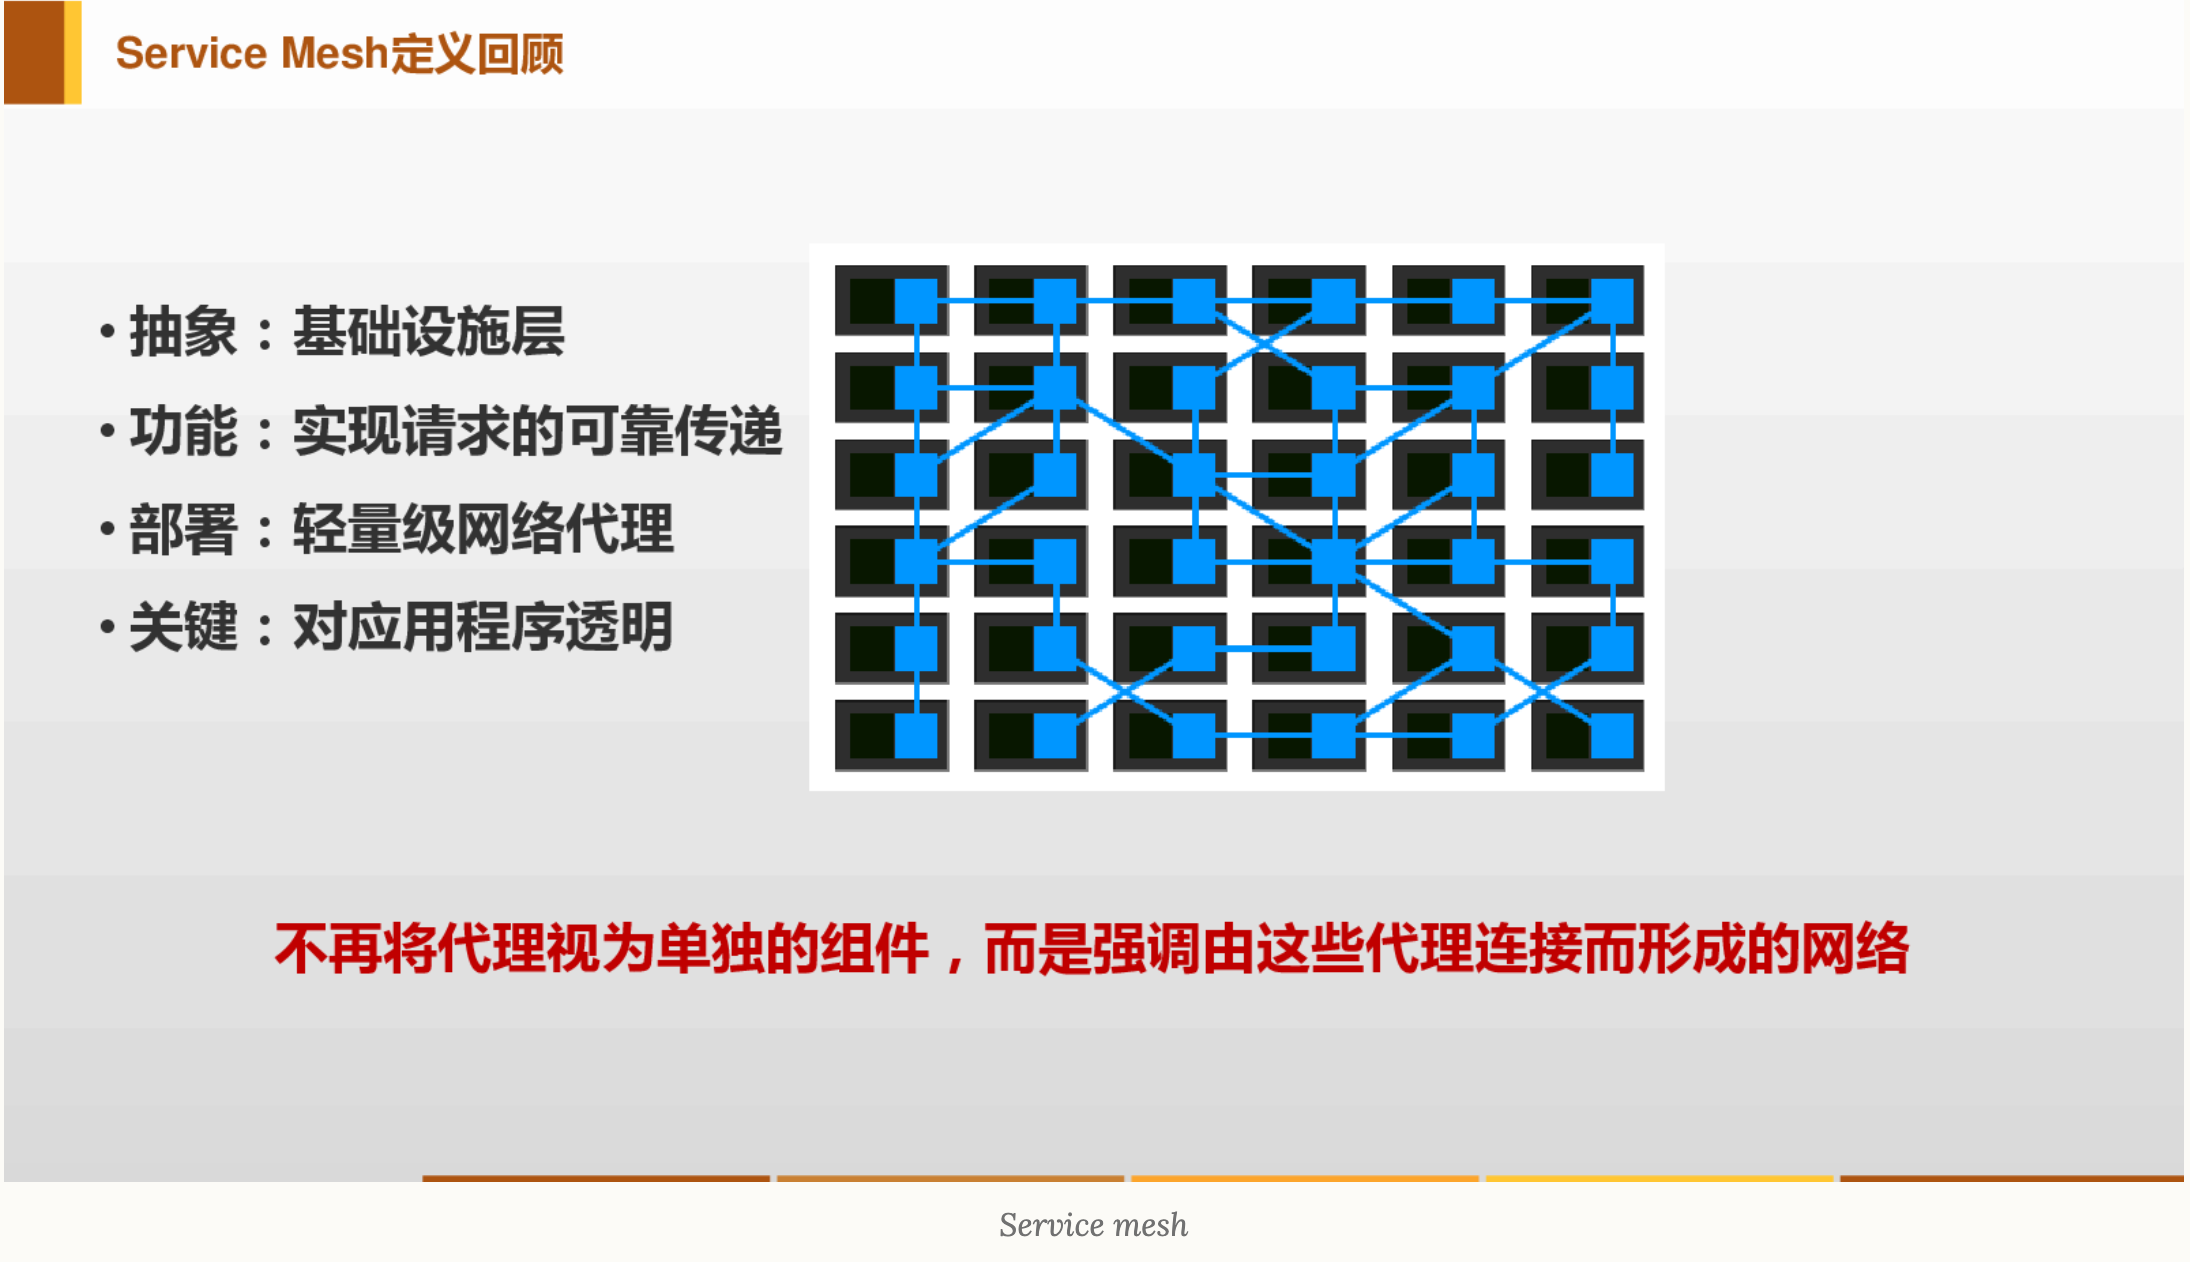 Service Mesh定义回顾
• 抽象：基础设施层
• 功能：实现请求的可靠传递
• 部署：轻量级网络代理
• 关键：对应用程序透明
不再将代理视为单独的组件，而是强调由这些代理连接而形成的网络
Service mesh